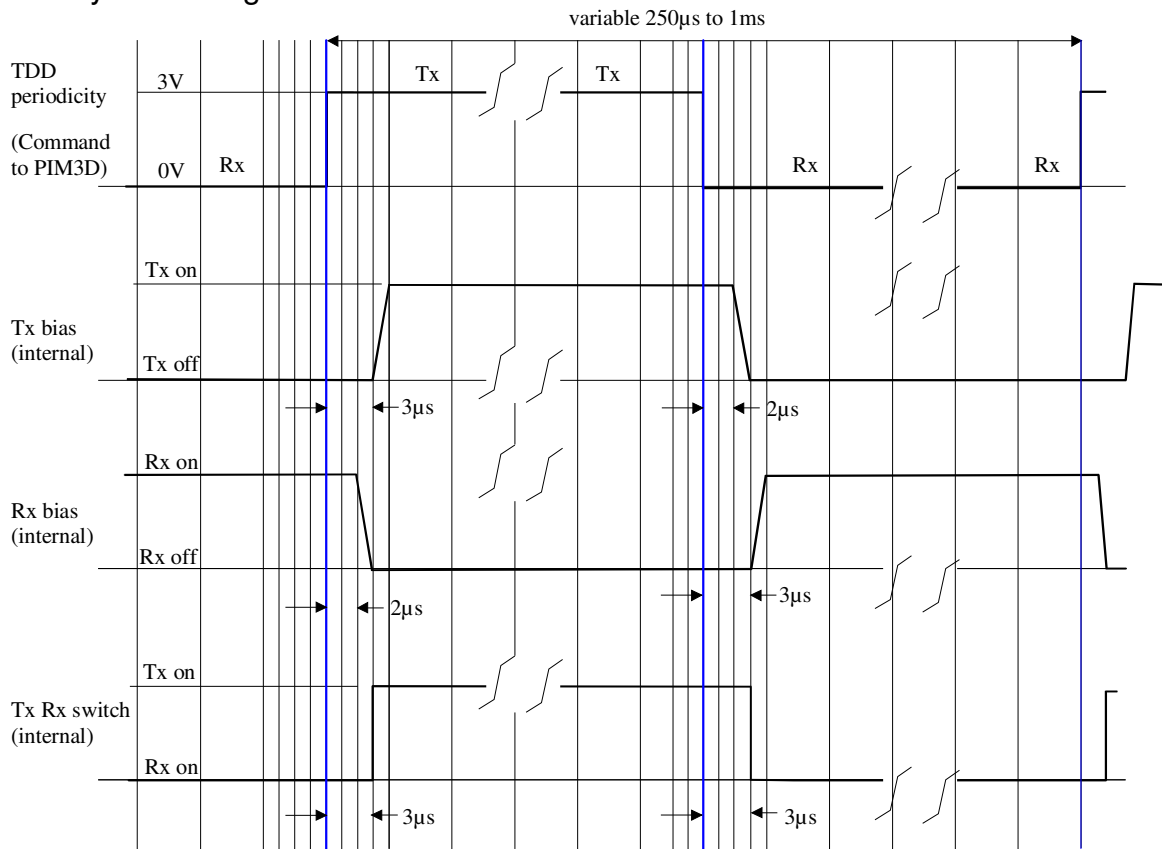 variable 250µs to 1ms
TDD
periodicity
(Command
to PIM3D)
3V
0V
Rx
Tx
Tx
Rx
Rx
Tx on
Tx bias
(internal)
Tx off
3µs
2µs
Rx on
Rx bias
(internal)
Rx off
2µs
3µs
Tx on
Tx Rx switch
(internal)
Rx on
3µs
3µs